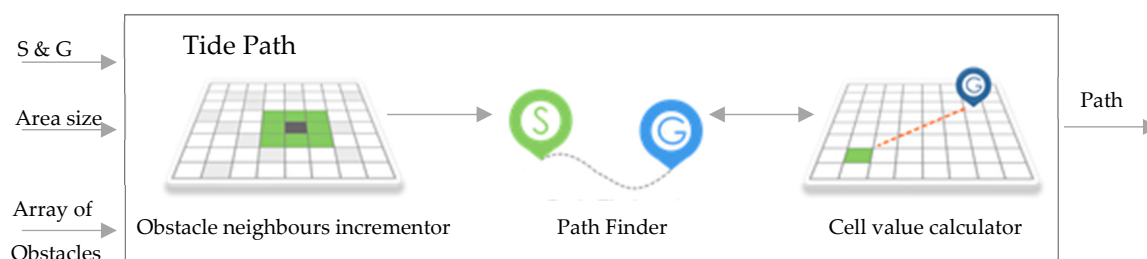 Tide Path
S & G
Area size
Array of
Obstacles
S
G
G
Obstacle neighbours incrementor
Path Finder
Cell value calculator
Path